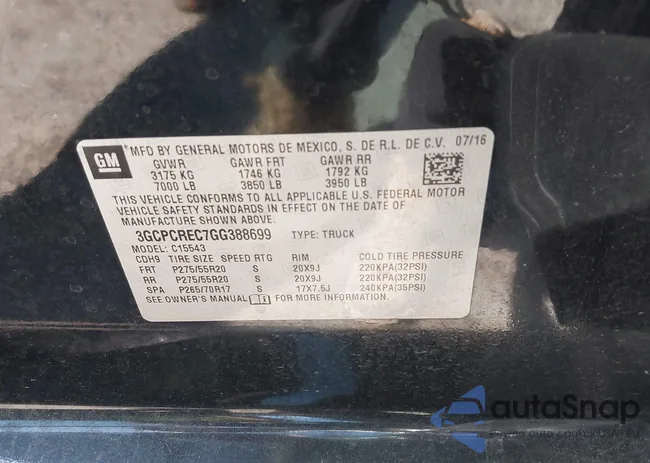 GM
MFD BY GENERAL MOTORS DE MEXICO, S. DE R.L. DE C.V. 07/16
GVWR GAWR FRT GAWR RR
3175 KG 1746 KG 1792 KG
7000 LB 3850 LB 3950 LB
THIS VEHICLE CONFORMS TO ALL APPLICABLE U.S. FEDERAL MOTOR
VEHICLE SAFETY STANDARDS IN EFFECT ON THE DATE OF
MANUFACTURE SHOWN ABOVE.
3GCPCREC7GG388699 TYPE: TRUCK
MODEL: C15543
CDH9 TIRE SIZE SPEED RTG RIM COLD TIRE PRESSURE
FRT P275/55R20 S 20X9J 220KPA(32PSI)
RR P275/55R20 S 20X9J 220KPA(32PSI)
SPA P265/70R17 S 17X7.5J 240KPA(35PSI)
SEE OWNER'S MANUAL FOR MORE INFORMATION.
autoSnap